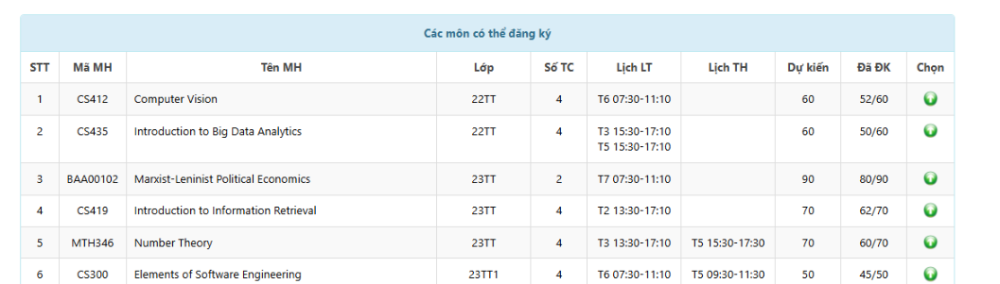 Các môn có thể đăng ký
STT Mã MH Tên MH Lớp Số TC Lịch LT Lịch TH Dự kiến Đã ĐK Chọn
1 CS412 Computer Vision 22TT 4 T6 07:30-11:10 60 52/60
2 CS435 Introduction to Big Data Analytics 22TT 4 T3 15:30-17:10 60 50/60
T5 15:30-17:10
3 BAA00102 Marxist-Leninist Political Economics 23TT 2 T7 07:30-11:10 90 80/90
4 CS419 Introduction to Information Retrieval 23TT 4 T2 13:30-17:10 70 62/70
5 MTH346 Number Theory 23TT 4 T3 13:30-17:10 T5 15:30-17:30 70 60/70
6 CS300 Elements of Software Engineering 23TT1 4 T6 07:30-11:10 T5 09:30-11:30 50 45/50